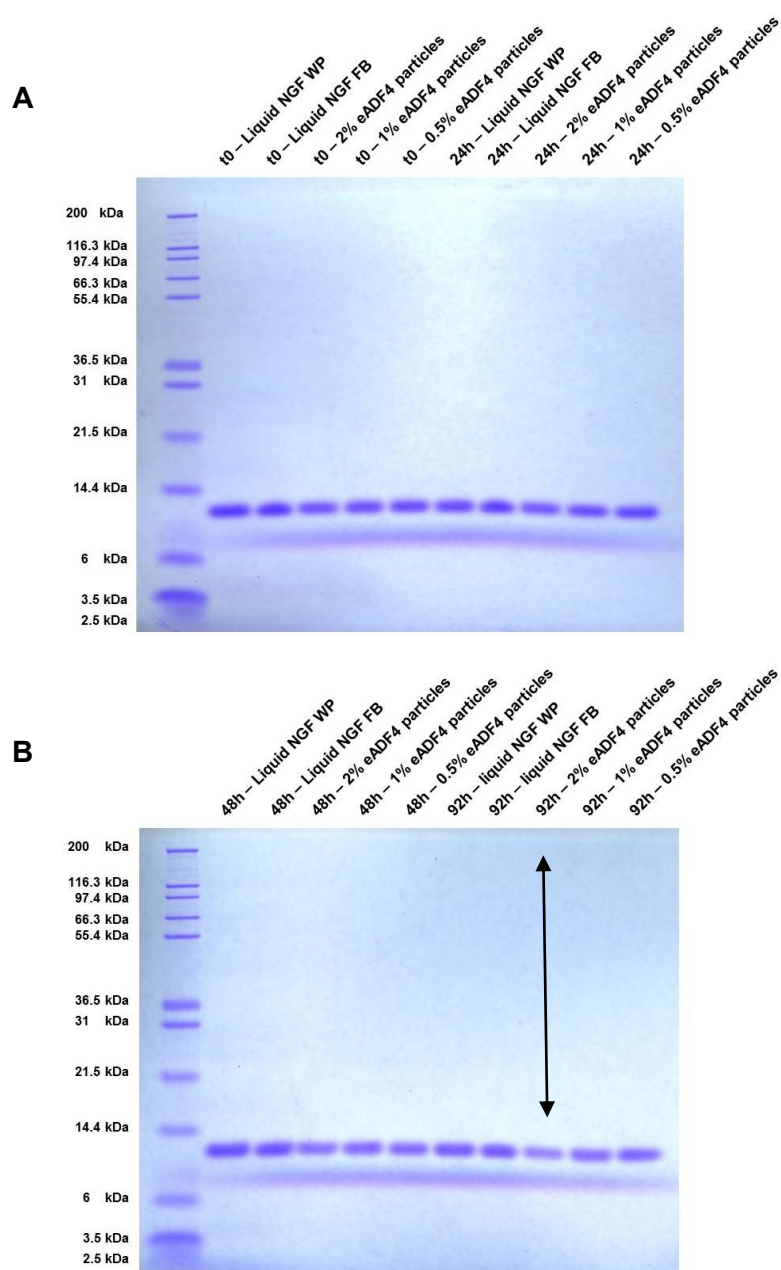 A
t0 – Liquid NGF WP
t0 – Liquid NGF FB
t0 – 2% eADF4 particles
t0 – 1% eADF4 particles
t0 – 0.5% eADF4 particles
24h – Liquid NGF WP
24h – Liquid NGF FB
24h – 2% eADF4 particles
24h – 1% eADF4 particles
24h – 0.5% eADF4 particles
200 kDa
116.3 kDa
97.4 kDa
66.3 kDa
55.4 kDa
36.5 kDa
31 kDa
21.5 kDa
14.4 kDa
6 kDa
3.5 kDa
2.5 kDa
B
48h – Liquid NGF WP
48h – Liquid NGF FB
48h – 2% eADF4 particles
48h – 1% eADF4 particles
48h – 0.5% eADF4 particles
92h – liquid NGF WP
92h – liquid NGF FB
92h – 2% eADF4 particles
92h – 1% eADF4 particles
92h – 0.5% eADF4 particles
200 kDa
116.3 kDa
97.4 kDa
66.3 kDa
55.4 kDa
36.5 kDa
31 kDa
21.5 kDa
14.4 kDa
6 kDa
3.5 kDa
2.5 kDa